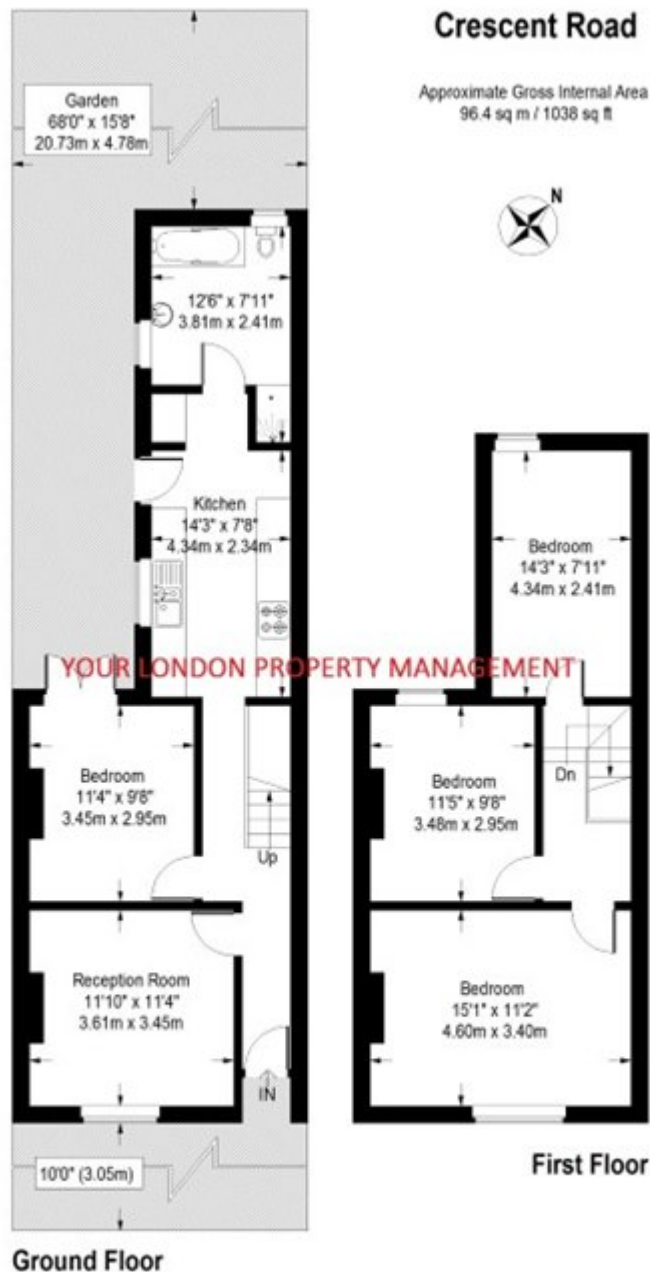 Crescent Road
Approximate Gross Internal Area
96.4 sq m / 1038 sq ft
N
Garden
68'0" x 15'8"
20.73m x 4.78m
12'6" x 7'11"
3.81m x 2.41m
Kitchen
14'3" x 7'8"
4.34m x 2.34m
Bedroom
14'3" x 7'11"
4.34m x 2.41m
YOUR LONDON PROPERTY MANAGEMENT
Bedroom
11'4" x 9'8"
3.45m x 2.95m
Up
Bedroom
11'5" x 9'8"
3.48m x 2.95m
Dn
Reception Room
11'10" x 11'4"
3.61m x 3.45m
IN
Bedroom
15'1" x 11'2"
4.60m x 3.40m
10'0" (3.05m)
First Floor
Ground Floor